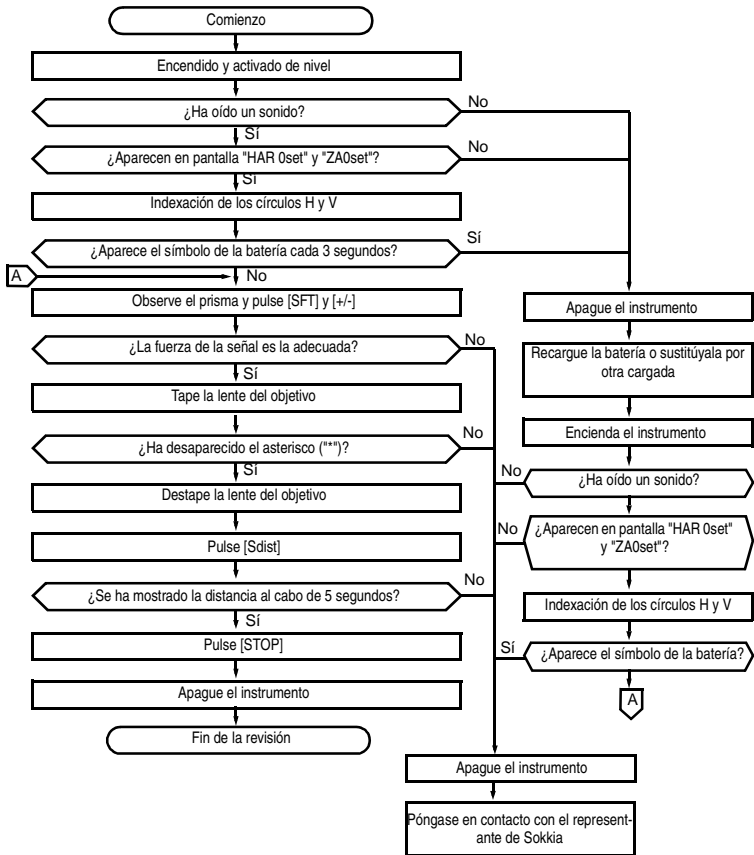 Comienzo
Encendido y activado de nivel
¿Ha oído un sonido?
No
Sí
¿Aparecen en pantalla "HAR 0set" y "ZA0set"?
No
Sí
Indexación de los círculos H y V
¿Aparece el símbolo de la batería cada 3 segundos?
Sí
A
No
Observe el prisma y pulse [SFT] y [+/-]
¿La fuerza de la señal es la adecuada?
No
Sí
Tape la lente del objetivo
¿Ha desaparecido el asterisco ("*")?
No
Sí
Destape la lente del objetivo
Pulse [Sdist]
¿Se ha mostrado la distancia al cabo de 5 segundos?
No
Sí
Pulse [STOP]
Apague el instrumento
Fin de la revisión
Apague el instrumento
Recargue la batería o sustitúyala por
otra cargada
Encienda el instrumento
No
¿Ha oído un sonido?
No
¿Aparecen en pantalla "HAR 0set"
y "ZA0set"?
Indexación de los círculos H y V
Sí
¿Aparece el símbolo de la batería?
A
Apague el instrumento
Póngase en contacto con el represent-
ante de Sokkia